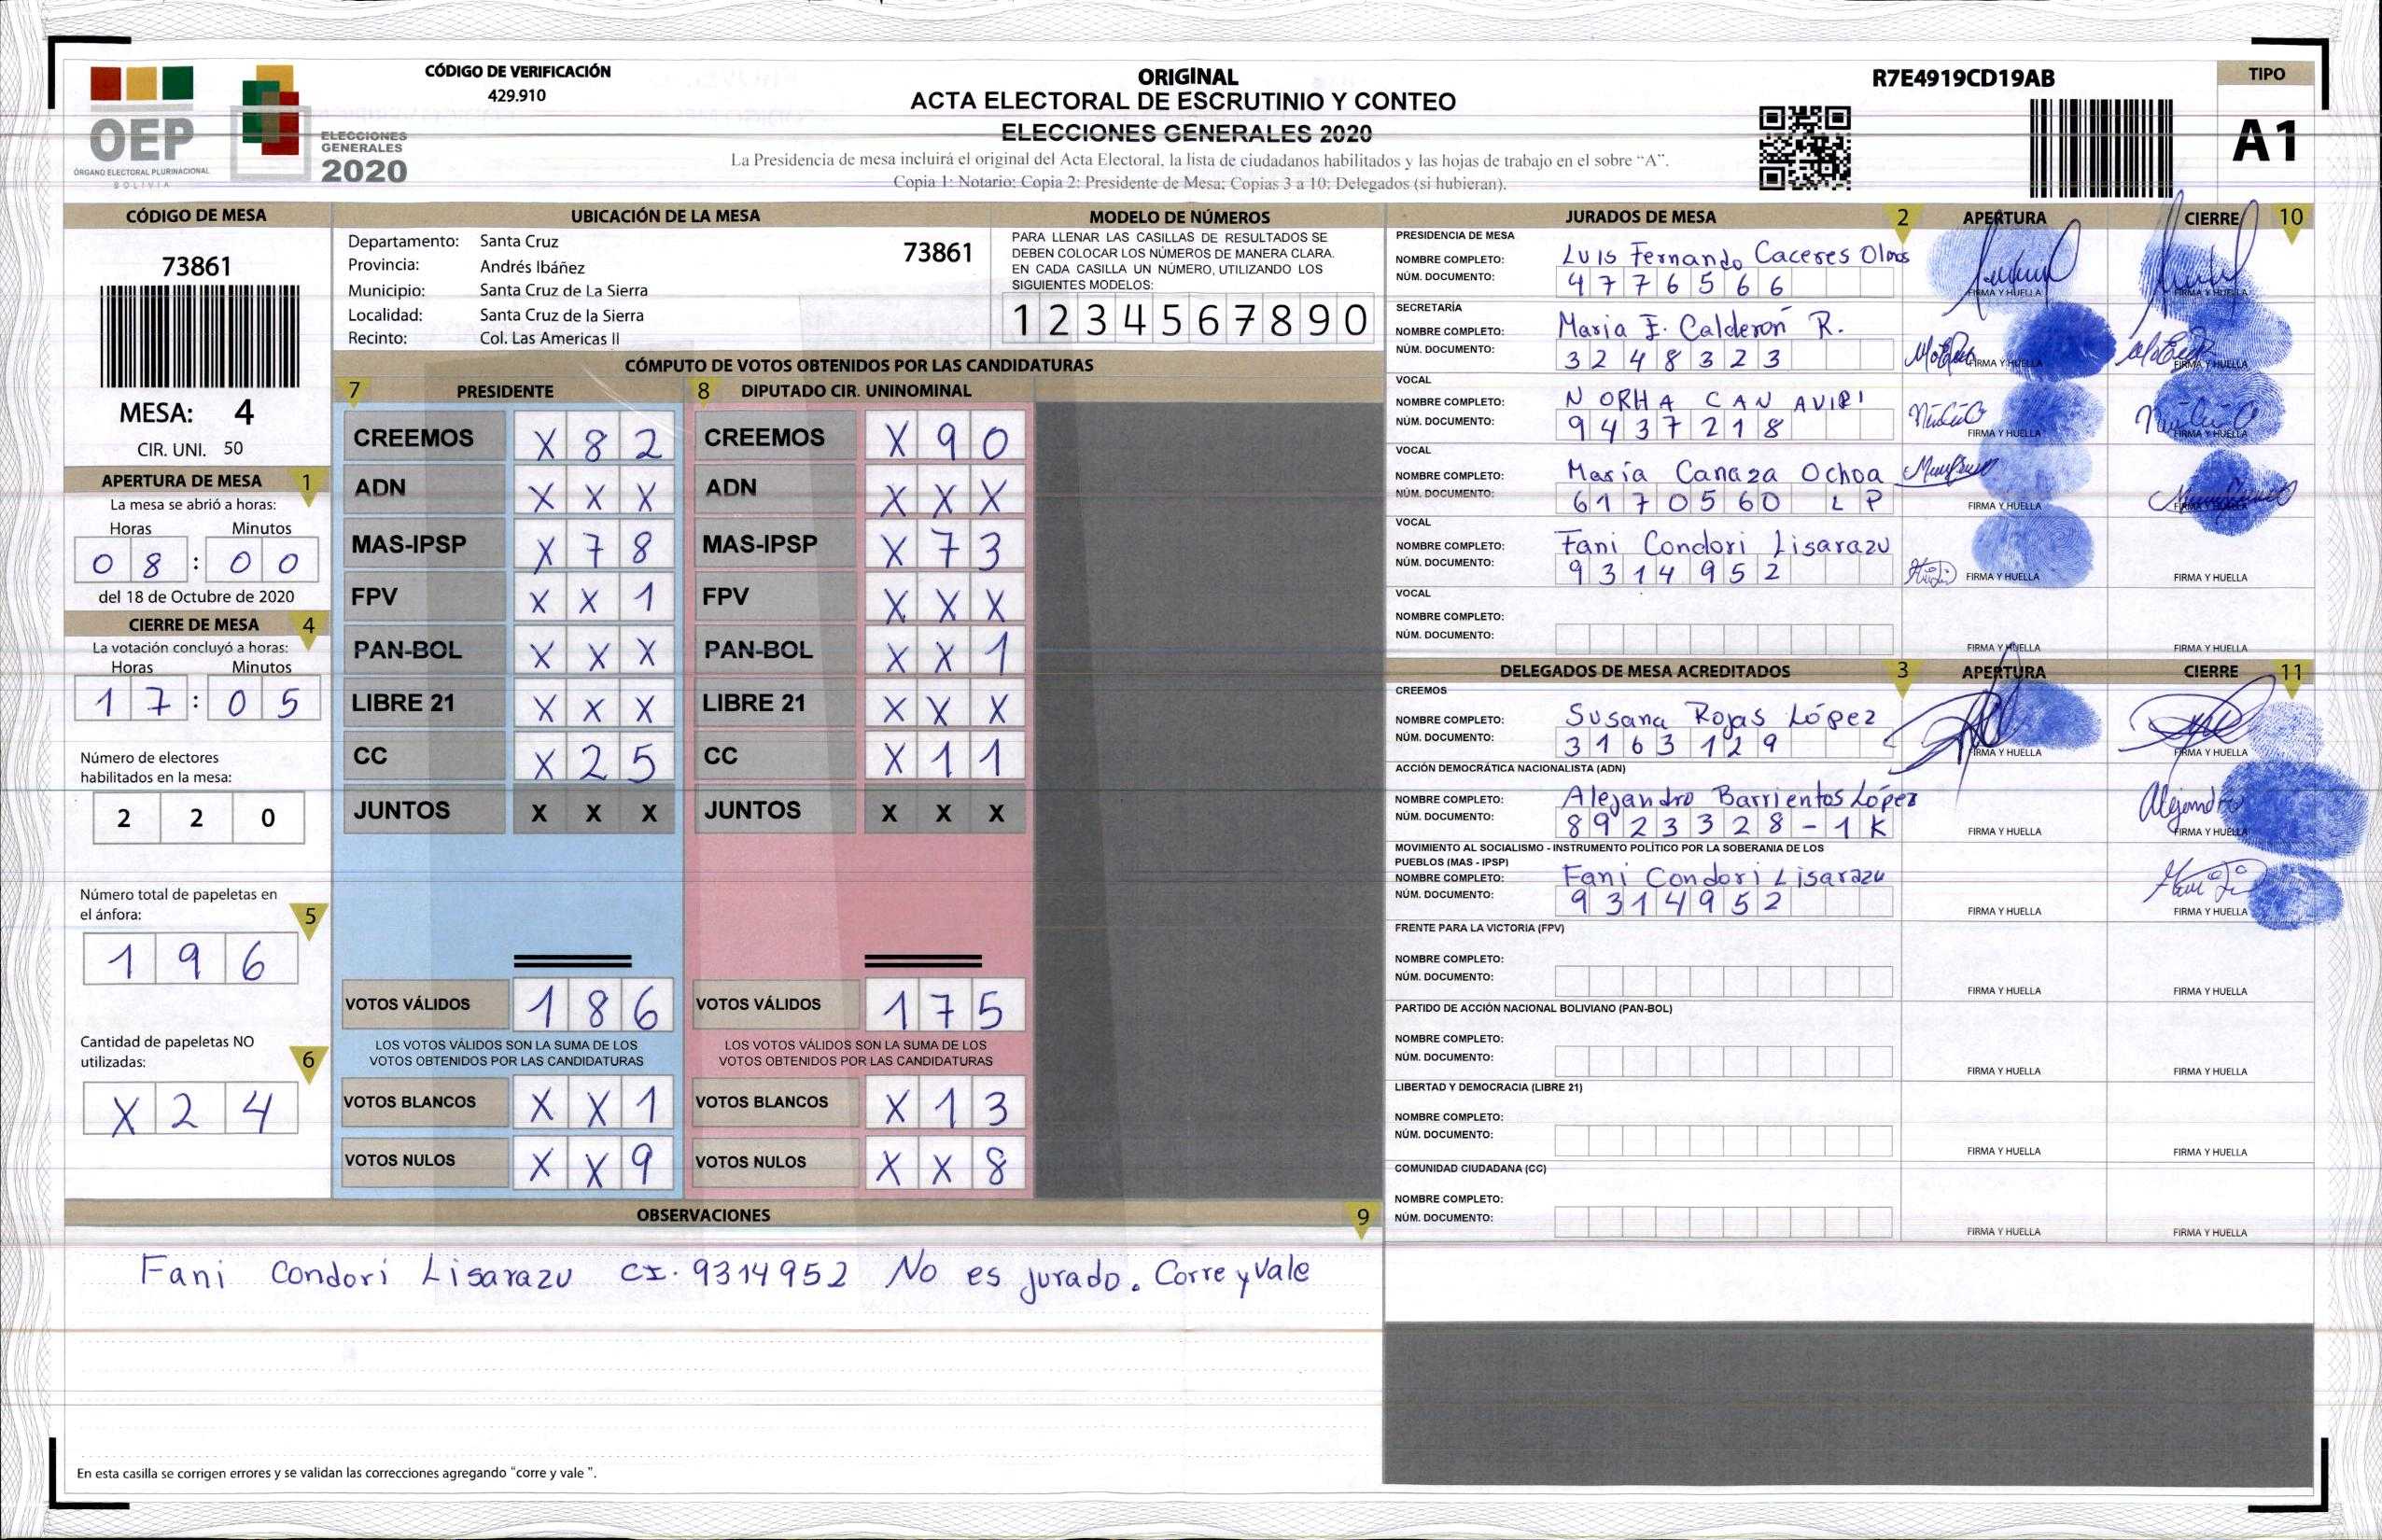 OEP
ÓRGANO ELECTORAL PLURINACIONAL
BOLIVIA
ELECCIONES
GENERALES
2020
CÓDIGO DE VERIFICACIÓN
429.910
ORIGINAL
ACTA ELECTORAL DE ESCRUTINIO Y CONTEO
ELECCIONES GENERALES 2020
La Presidencia de mesa incluirá el original del Acta Electoral, la lista de ciudadanos habilitados y las hojas de trabajo en el sobre “A”.
Copia 1: Notario; Copia 2: Presidente de Mesa; Copias 3 a 10: Delegados (si hubieran).
R7E4919CD19AB
TIPO
A1
CÓDIGO DE MESA
73861
MESA: 4
CIR. UNI. 50
APERTURA DE MESA 1
La mesa se abrió a horas:
Horas Minutos
0 8 : 0 0
del 18 de Octubre de 2020
CIERRE DE MESA 4
La votación concluyó a horas:
Horas Minutos
1 7 : 0 5
Número de electores
habilitados en la mesa:
2 2 0
Número total de papeletas en
el ánfora: 5
1 9 6
Cantidad de papeletas NO
utilizadas: 6
X 2 4
UBICACIÓN DE LA MESA
Departamento: Santa Cruz 73861
Provincia: Andrés Ibáñez
Municipio: Santa Cruz de La Sierra
Localidad: Santa Cruz de la Sierra
Recinto: Col. Las Americas II
MODELO DE NÚMEROS
PARA LLENAR LAS CASILLAS DE RESULTADOS SE
DEBEN COLOCAR LOS NÚMEROS DE MANERA CLARA.
EN CADA CASILLA UN NÚMERO, UTILIZANDO LOS
SIGUIENTES MODELOS:
1 2 3 4 5 6 7 8 9 0
CÓMPUTO DE VOTOS OBTENIDOS POR LAS CANDIDATURAS
7 PRESIDENTE 8 DIPUTADO CIR. UNINOMINAL
CREEMOS X 8 2 CREEMOS X 9 0
ADN X X X ADN X X X
MAS-IPSP X 7 8 MAS-IPSP X 7 3
FPV X X 1 FPV X X X
PAN-BOL X X X PAN-BOL X X 1
LIBRE 21 X X X LIBRE 21 X X X
CC X 2 5 CC X 1 1
JUNTOS X X X JUNTOS X X X
VOTOS VÁLIDOS 1 8 6 VOTOS VÁLIDOS 1 7 5
LOS VOTOS VÁLIDOS SON LA SUMA DE LOS LOS VOTOS VÁLIDOS SON LA SUMA DE LOS
VOTOS OBTENIDOS POR LAS CANDIDATURAS VOTOS OBTENIDOS POR LAS CANDIDATURAS
VOTOS BLANCOS X X 1 VOTOS BLANCOS X 1 3
VOTOS NULOS X X 9 VOTOS NULOS X X 8
OBSERVACIONES 9
Fani Condori Lisarazu CI. 9314952 No es jurado. Corre y Vale
En esta casilla se corrigen errores y se validan las correcciones agregando “corre y vale ”.
JURADOS DE MESA 2 APERTURA CIERRE 10
PRESIDENCIA DE MESA
NOMBRE COMPLETO: Luis Fernando Caceres Olmos
NÚM. DOCUMENTO: 4 7 7 6 5 6 6
FIRMA Y HUELLA FIRMA Y HUELLA
SECRETARÍA
NOMBRE COMPLETO: Maria E. Calderón R.
NÚM. DOCUMENTO: 3 2 4 8 3 2 3
FIRMA Y HUELLA FIRMA Y HUELLA
VOCAL
NOMBRE COMPLETO: NORHA CANAVIRI
NÚM. DOCUMENTO: 9 4 3 7 2 1 8
FIRMA Y HUELLA FIRMA Y HUELLA
VOCAL
NOMBRE COMPLETO: María Canaza Ochoa
NÚM. DOCUMENTO: 6 1 7 0 5 6 0 L P
FIRMA Y HUELLA FIRMA Y HUELLA
VOCAL
NOMBRE COMPLETO: Fani Condori Lisarazu
NÚM. DOCUMENTO: 9 3 1 4 9 5 2
FIRMA Y HUELLA FIRMA Y HUELLA
VOCAL
NOMBRE COMPLETO:
NÚM. DOCUMENTO:
FIRMA Y HUELLA FIRMA Y HUELLA
DELEGADOS DE MESA ACREDITADOS 3 APERTURA CIERRE 11
CREEMOS
NOMBRE COMPLETO: Susana Rojas López
NÚM. DOCUMENTO: 3 1 6 3 1 2 9
FIRMA Y HUELLA FIRMA Y HUELLA
ACCIÓN DEMOCRÁTICA NACIONALISTA (ADN)
NOMBRE COMPLETO: Alejandro Barrientos López
NÚM. DOCUMENTO: 8 9 2 3 3 2 8 - 1 K
Alejandro
FIRMA Y HUELLA FIRMA Y HUELLA
MOVIMIENTO AL SOCIALISMO - INSTRUMENTO POLÍTICO POR LA SOBERANIA DE LOS
PUEBLOS (MAS - IPSP)
NOMBRE COMPLETO: Fani Condori Lisarazu
NÚM. DOCUMENTO: 9 3 1 4 9 5 2
FIRMA Y HUELLA FIRMA Y HUELLA
FRENTE PARA LA VICTORIA (FPV)
NOMBRE COMPLETO:
NÚM. DOCUMENTO:
FIRMA Y HUELLA FIRMA Y HUELLA
PARTIDO DE ACCIÓN NACIONAL BOLIVIANO (PAN-BOL)
NOMBRE COMPLETO:
NÚM. DOCUMENTO:
FIRMA Y HUELLA FIRMA Y HUELLA
LIBERTAD Y DEMOCRACIA (LIBRE 21)
NOMBRE COMPLETO:
NÚM. DOCUMENTO:
FIRMA Y HUELLA FIRMA Y HUELLA
COMUNIDAD CIUDADANA (CC)
NOMBRE COMPLETO:
NÚM. DOCUMENTO:
FIRMA Y HUELLA FIRMA Y HUELLA